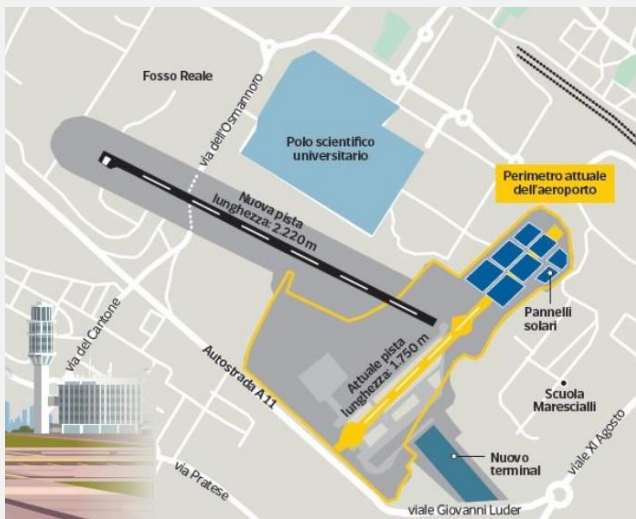 Fosso Reale
via dell'Osmannoro
Polo scientifico
universitario
Perimetro attuale
dell'aeroporto
Nuova pista
lunghezza: 2.220 m
Pannelli
solari
via del Cantone
Autostrada A11
Attuale pista
lunghezza: 1.750 m
Scuola
Marescialli
viale XI Agosto
Nuovo
terminal
via Pratese
viale Giovanni Luder